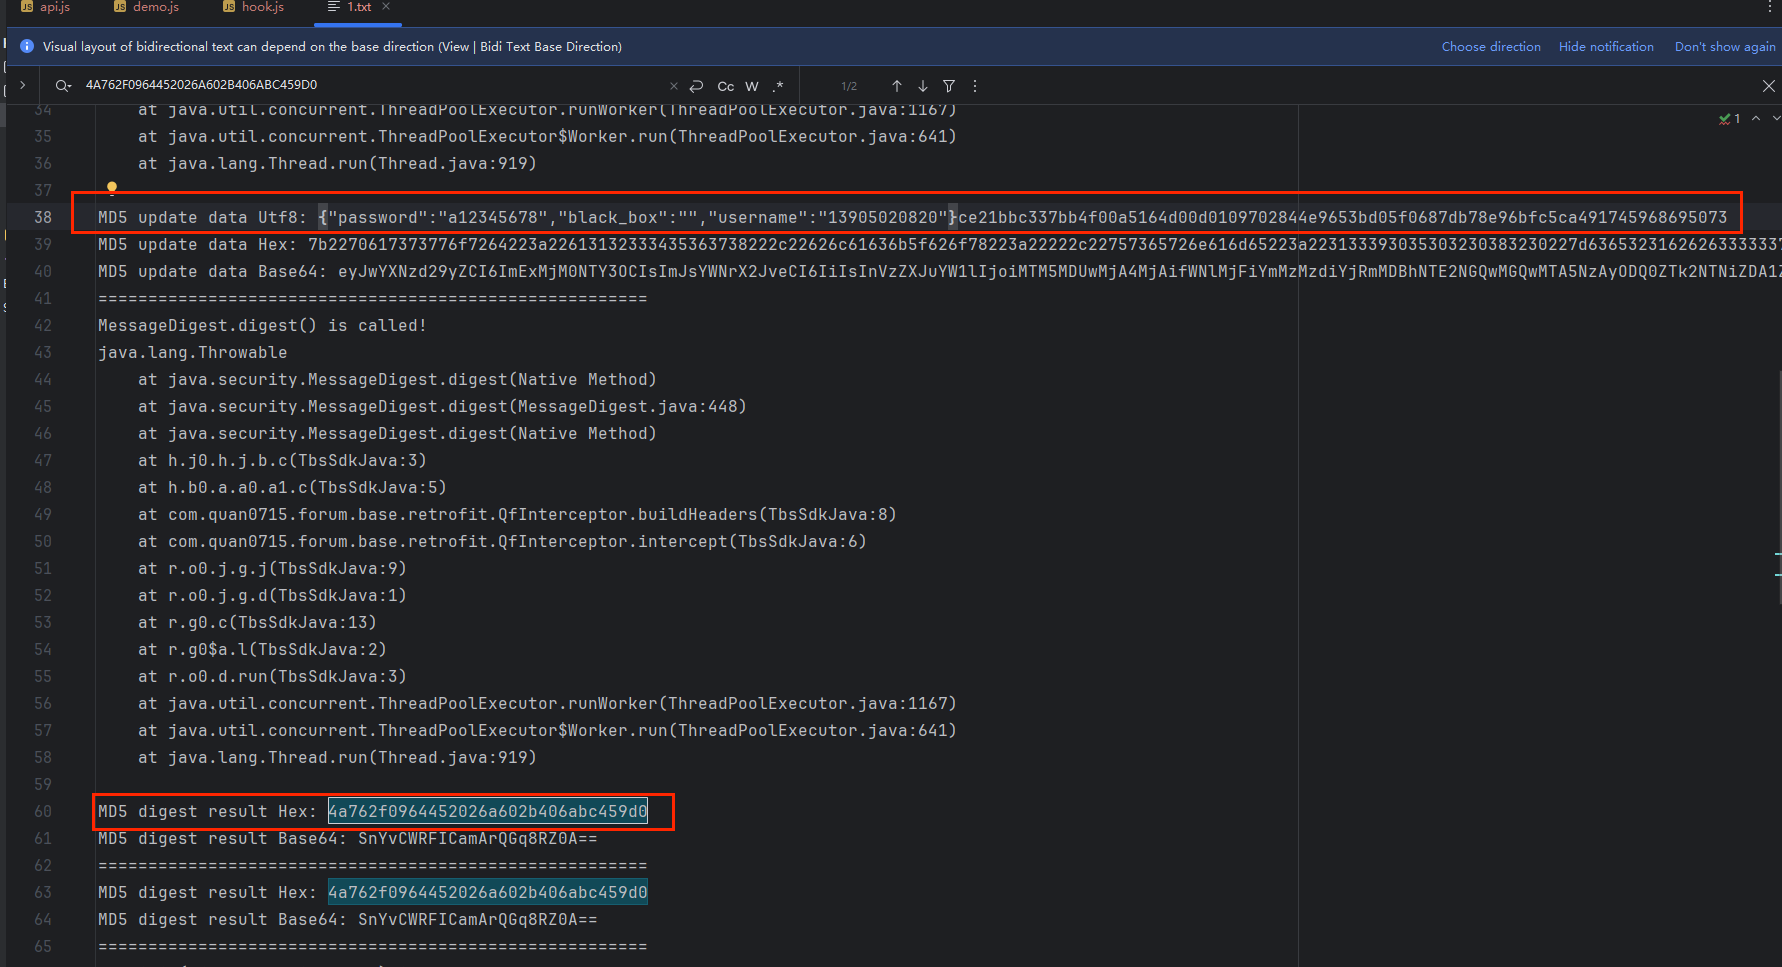 api.js demo.js hook.js 1.txt
Visual layout of bidirectional text can depend on the base direction (View | Bidi Text Base Direction) Choose direction Hide notification Don't show again
4A762F0964452026A602B406ABC459D0 Cc W .* 1/2
34 at java.util.concurrent.ThreadPoolExecutor.runWorker(ThreadPoolExecutor.java:1167)
35 at java.util.concurrent.ThreadPoolExecutor$Worker.run(ThreadPoolExecutor.java:641)
36 at java.lang.Thread.run(Thread.java:919)
37
38 MD5 update data Utf8: {"password":"a12345678","black_box":"","username":"13905020820"}ce21bbc337bb4f00a5164d00d0109702844e9653bd05f0687db78e96bfc5ca491745968695073
39 MD5 update data Hex: 7b2270617373776f7264223a22613132333435363738222c22626c61636b5f626f78223a22222c22757365726e616d65223a223133393035303230383230227d6365323162626333333337
40 MD5 update data Base64: eyJwYXNzd29yZCI6ImExMjM0NTY3OCIsImJsYWNrX2JveCI6IiIsInVzZXJuYW1lIjoiMTM5MDUwMjA4MjAifWNlMjFiYmMzMzdiYjRmMDBhNTE2NGQwMGQwMTA5NzAyODQ0ZTk2NTNiZDA1Z
41 =======================================================
42 MessageDigest.digest() is called!
43 java.lang.Throwable
44 at java.security.MessageDigest.digest(Native Method)
45 at java.security.MessageDigest.digest(MessageDigest.java:448)
46 at java.security.MessageDigest.digest(Native Method)
47 at h.j0.h.j.b.c(TbsSdkJava:3)
48 at h.b0.a.a0.a1.c(TbsSdkJava:5)
49 at com.quan0715.forum.base.retrofit.QfInterceptor.buildHeaders(TbsSdkJava:8)
50 at com.quan0715.forum.base.retrofit.QfInterceptor.intercept(TbsSdkJava:6)
51 at r.o0.j.g.j(TbsSdkJava:9)
52 at r.o0.j.g.d(TbsSdkJava:1)
53 at r.g0.c(TbsSdkJava:13)
54 at r.g0$a.l(TbsSdkJava:2)
55 at r.o0.d.run(TbsSdkJava:3)
56 at java.util.concurrent.ThreadPoolExecutor.runWorker(ThreadPoolExecutor.java:1167)
57 at java.util.concurrent.ThreadPoolExecutor$Worker.run(ThreadPoolExecutor.java:641)
58 at java.lang.Thread.run(Thread.java:919)
59
60 MD5 digest result Hex: 4a762f0964452026a602b406abc459d0
61 MD5 digest result Base64: SnYvCWRFICamArQGq8RZ0A==
62 =======================================================
63 MD5 digest result Hex: 4a762f0964452026a602b406abc459d0
64 MD5 digest result Base64: SnYvCWRFICamArQGq8RZ0A==
65 =======================================================
1